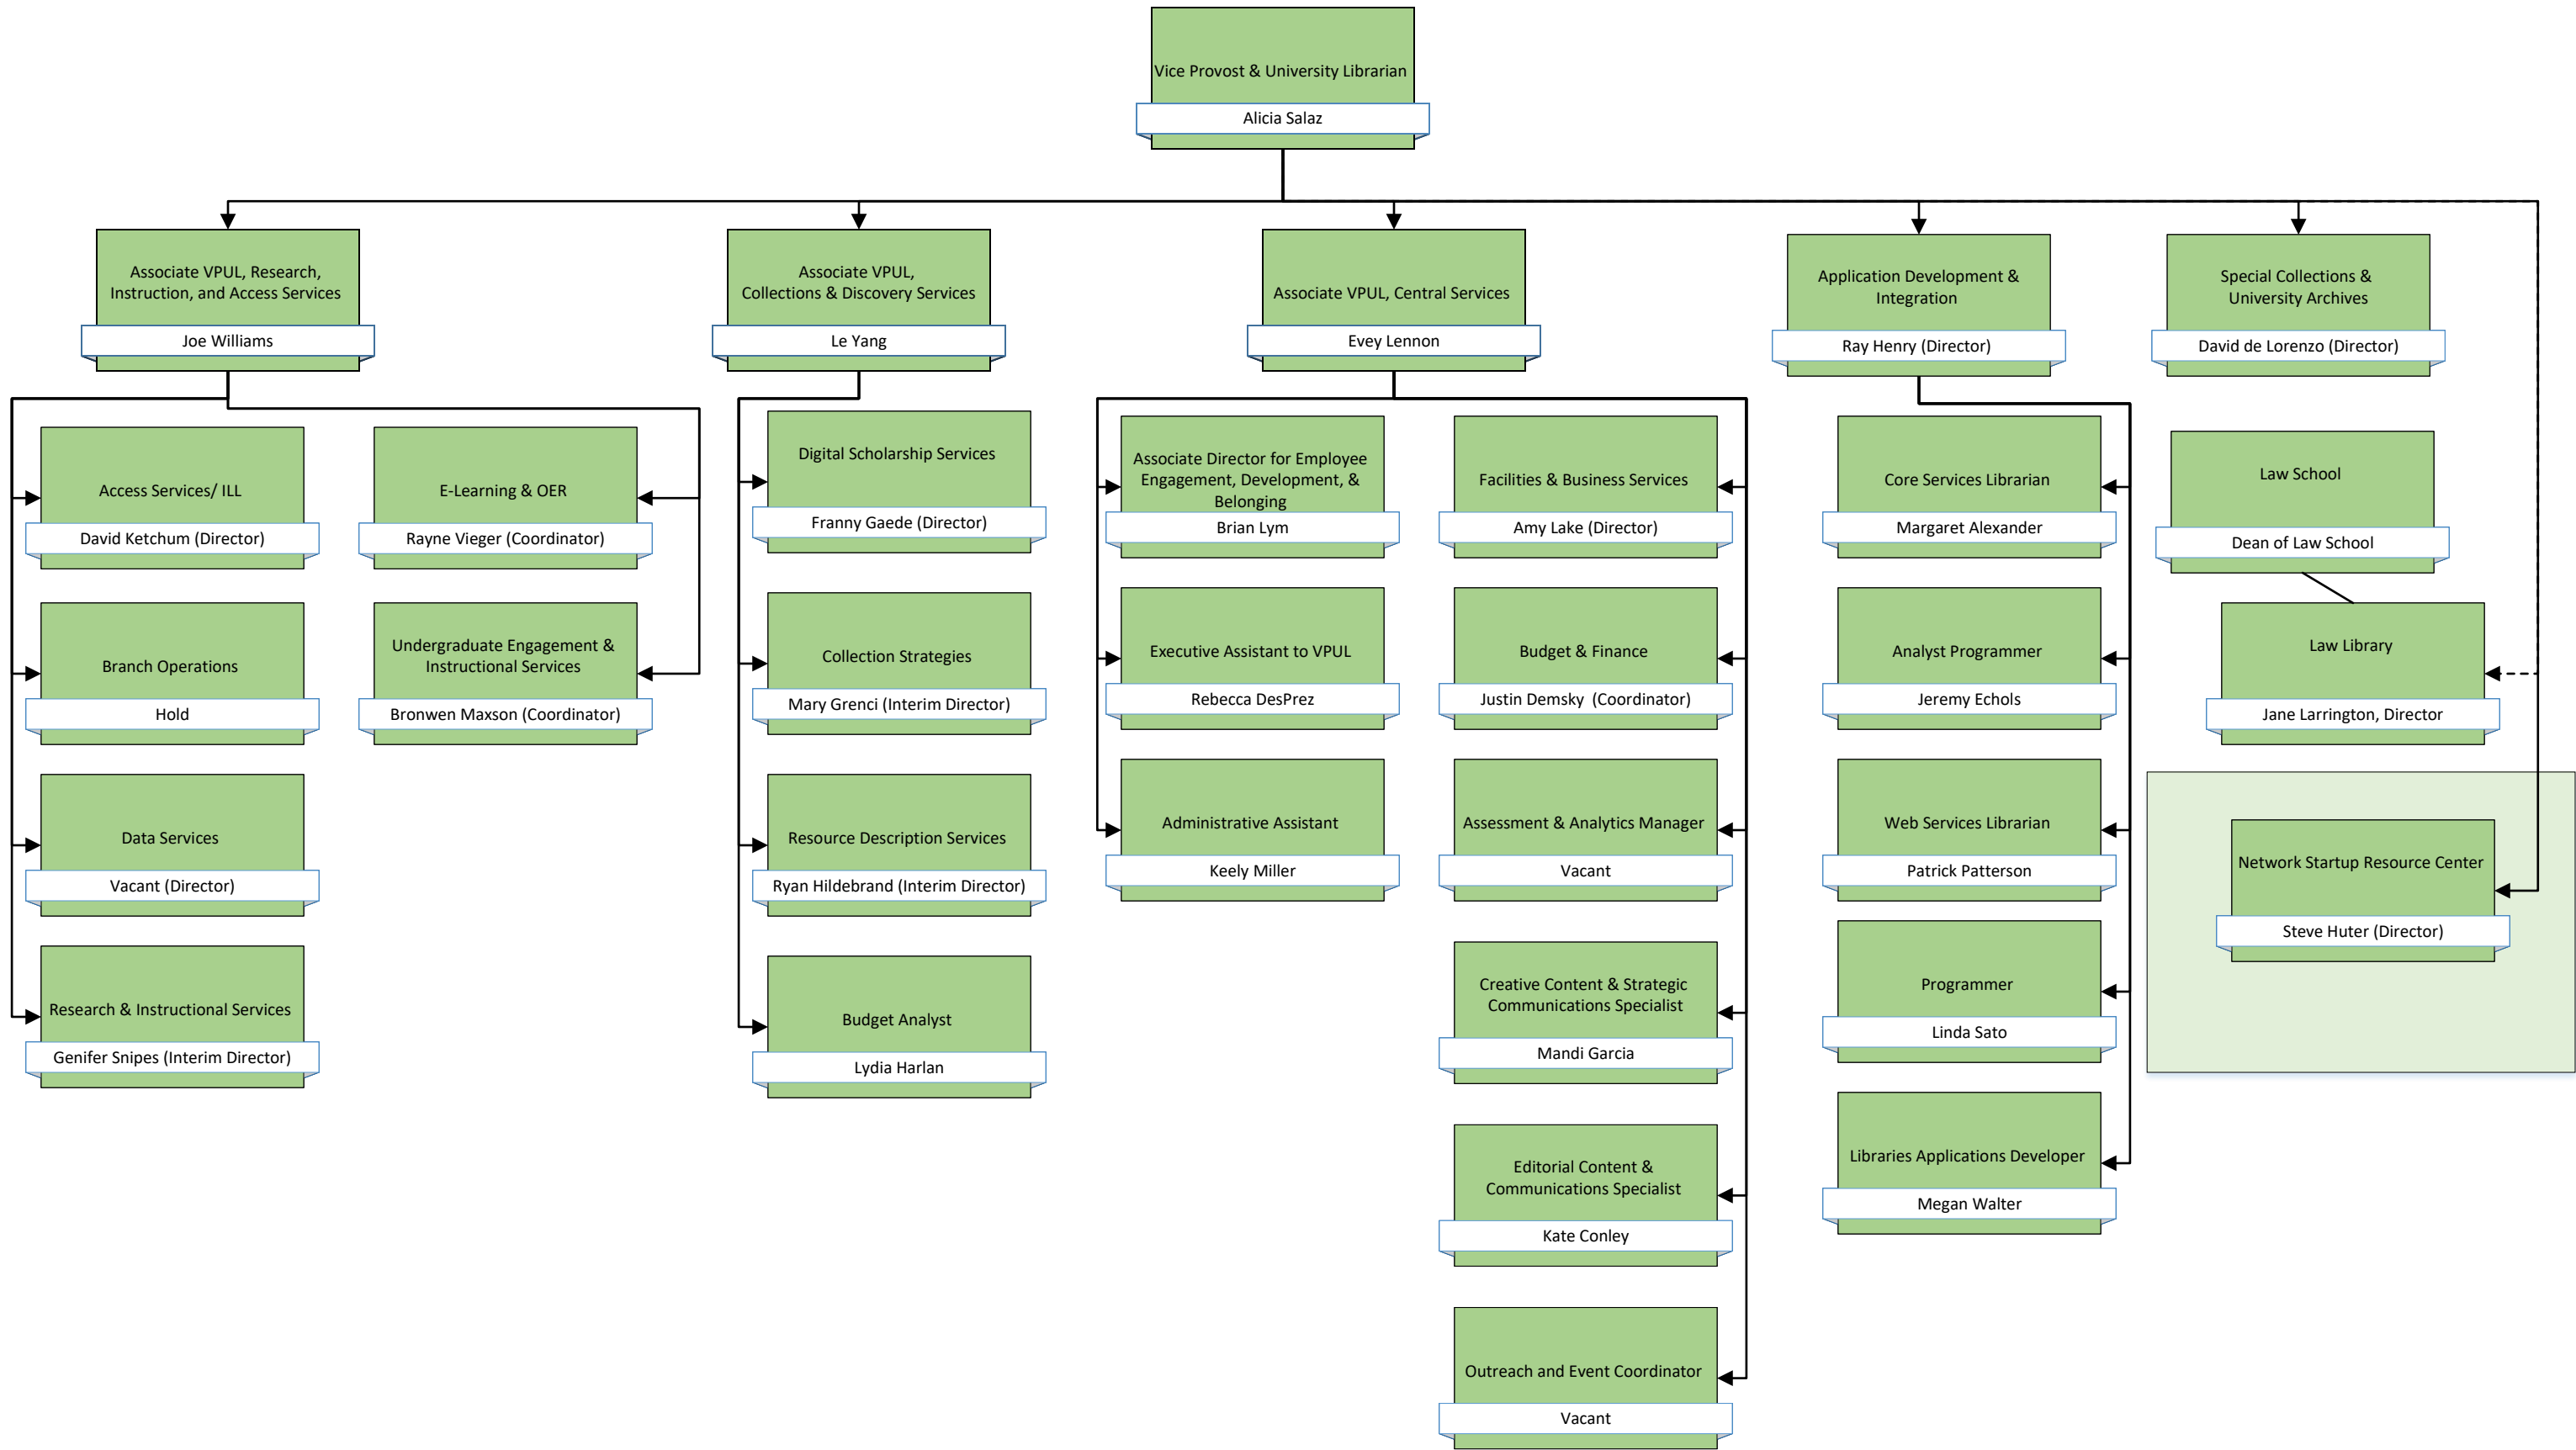 Vice Provost & University Librarian
Alicia Salaz
Associate VPUL, Research,
Instruction, and Access Services
Joe Williams
Associate VPUL,
Collections & Discovery Services
Le Yang
Associate VPUL, Central Services
Evey Lennon
Application Development &
Integration
Ray Henry (Director)
Special Collections &
University Archives
David de Lorenzo (Director)
Access Services/ ILL
David Ketchum (Director)
Branch Operations
Hold
Data Services
Vacant (Director)
Research & Instructional Services
Genifer Snipes (Interim Director)
E-Learning & OER
Rayne Vieger (Coordinator)
Undergraduate Engagement &
Instructional Services
Bronwen Maxson (Coordinator)
Digital Scholarship Services
Franny Gaede (Director)
Collection Strategies
Mary Grenci (Interim Director)
Resource Description Services
Ryan Hildebrand (Interim Director)
Budget Analyst
Lydia Harlan
Associate Director for Employee
Engagement, Development, &
Belonging
Brian Lym
Executive Assistant to VPUL
Rebecca DesPrez
Administrative Assistant
Keely Miller
Facilities & Business Services
Amy Lake (Director)
Budget & Finance
Justin Demsky  (Coordinator)
Assessment & Analytics Manager
Vacant
Creative Content & Strategic
Communications Specialist
Mandi Garcia
Editorial Content &
Communications Specialist
Kate Conley
Outreach and Event Coordinator
Vacant
Core Services Librarian
Margaret Alexander
Analyst Programmer
Jeremy Echols
Web Services Librarian
Patrick Patterson
Programmer
Linda Sato
Libraries Applications Developer
Megan Walter
Law School
Dean of Law School
Law Library
Jane Larrington, Director
Network Startup Resource Center
Steve Huter (Director)